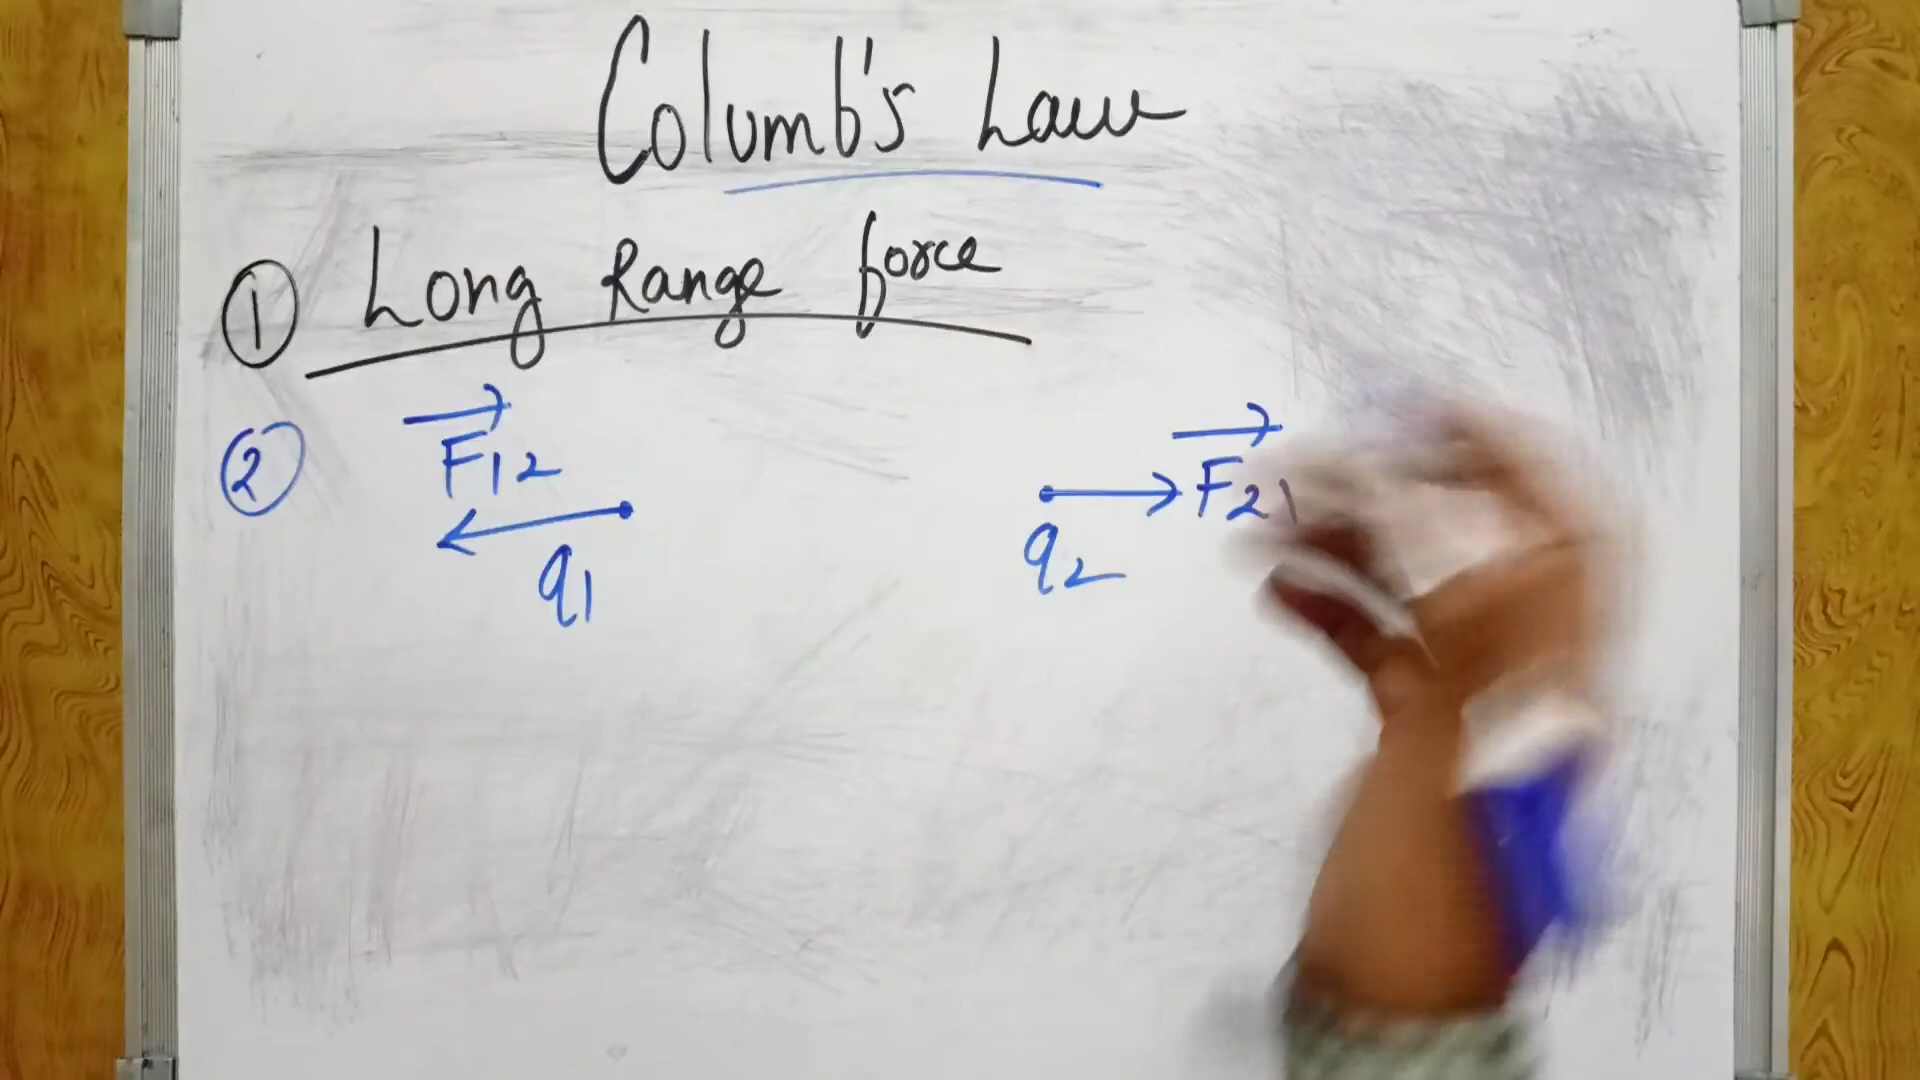 Columb's Law
① Long Range force
② F12 F21
q1 q2